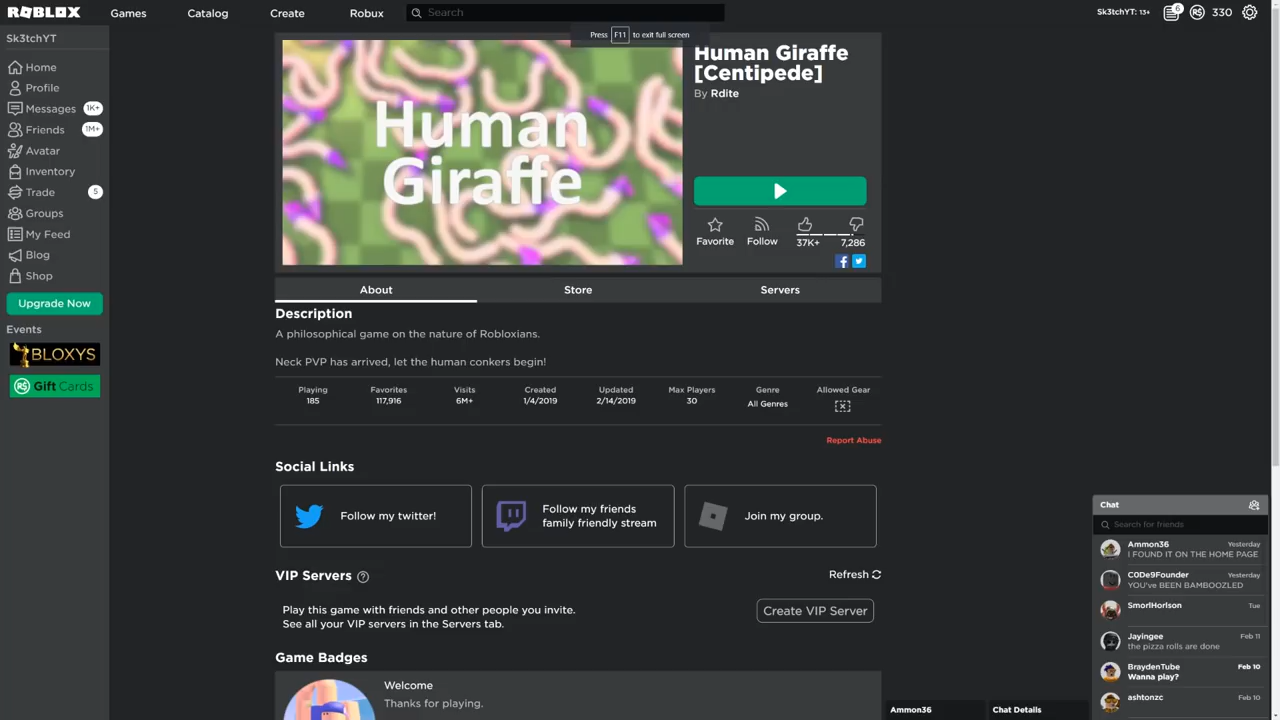 ROBLOX
Games
Catalog
Create
Robux
Search
Sk3tchYT: 13+
6
330
Press F11 to exit full screen
Sk3tchYT
Home
Profile
Messages 1K+
Friends 1M+
Avatar
Inventory
Trade 5
Groups
My Feed
Blog
Shop
Upgrade Now
Events
BLOXYS
Gift Cards
Human
Giraffe
Human Giraffe
[Centipede]
By Rdite
Favorite
Follow
37K+
7,286
About
Store
Servers
Description
A philosophical game on the nature of Robloxians.
Neck PVP has arrived, let the human conkers begin!
Playing
185
Favorites
117,916
Visits
6M+
Created
1/4/2019
Updated
2/14/2019
Max Players
30
Genre
All Genres
Allowed Gear
Report Abuse
Social Links
Follow my twitter!
Follow my friends
family friendly stream
Join my group.
VIP Servers
Refresh
Play this game with friends and other people you invite.
See all your VIP servers in the Servers tab.
Create VIP Server
Game Badges
Welcome
Thanks for playing.
Chat
Search for friends
Ammon36 Yesterday
I FOUND IT ON THE HOME PAGE
C0De9Founder Yesterday
YOU'vE BEEN BAMBOOZLED
SmorlHorlson Tue
Jayingee Feb 11
the pizza rolls are done
BraydenTube Feb 10
Wanna play?
ashtonzc Feb 10
Ammon36
Chat Details